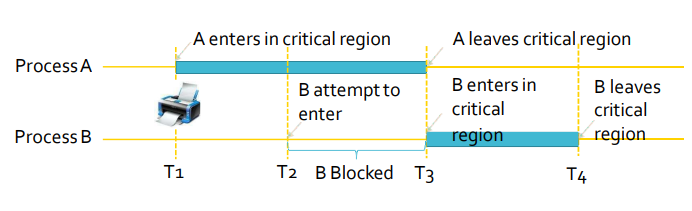 A enters in critical region
A leaves critical region
Process A
B attempt to
enter
B enters in
critical
region
B leaves
critical
region
Process B
T1
T2
B Blocked
T3
T4